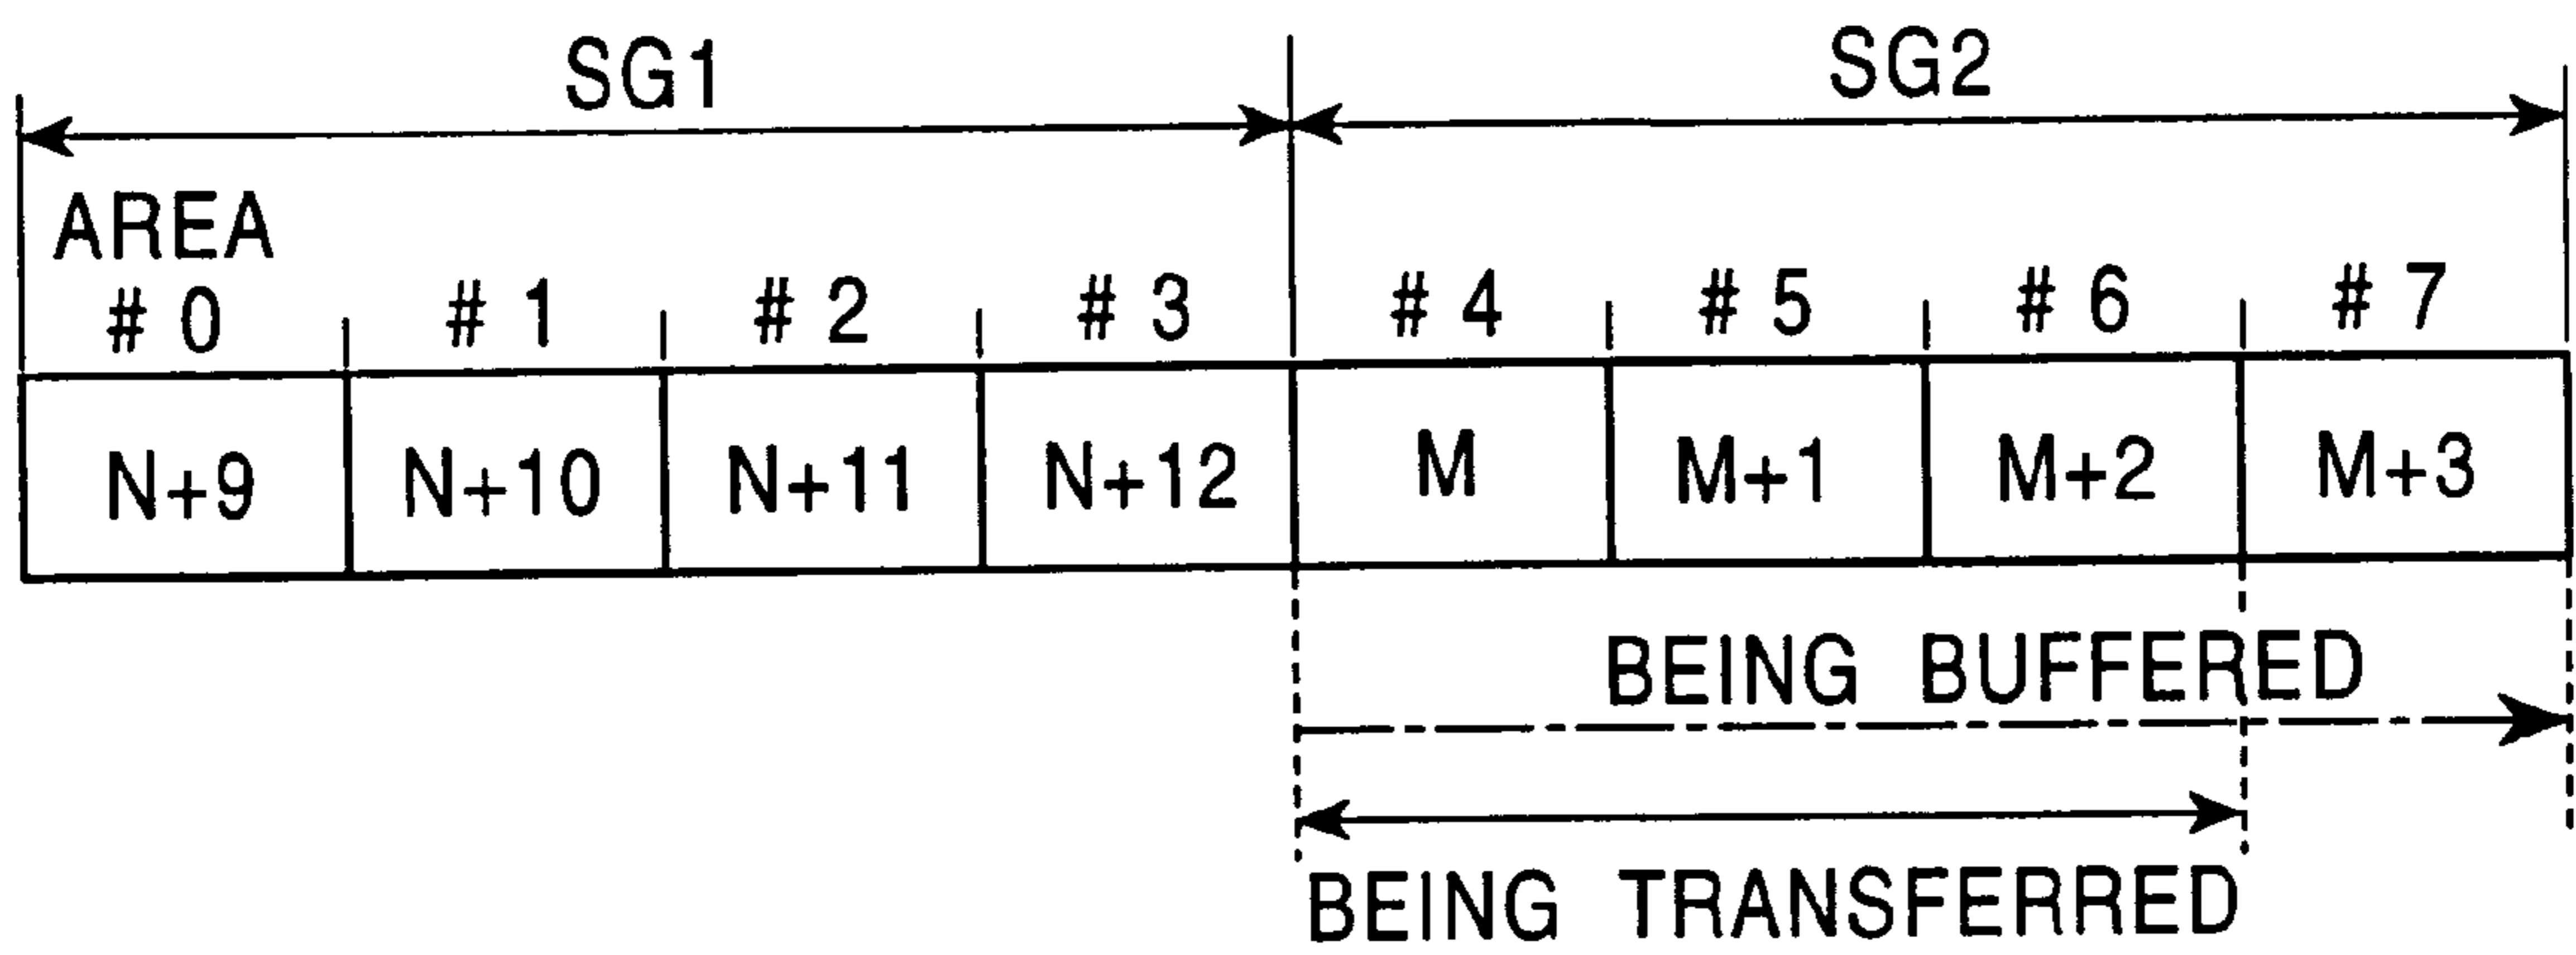 SG1 SG2
AREA
# 0 # 1 # 2 # 3 # 4 # 5 # 6 # 7
N+9 N+10 N+11 N+12 M M+1 M+2 M+3
BEING BUFFERED
BEING TRANSFERRED